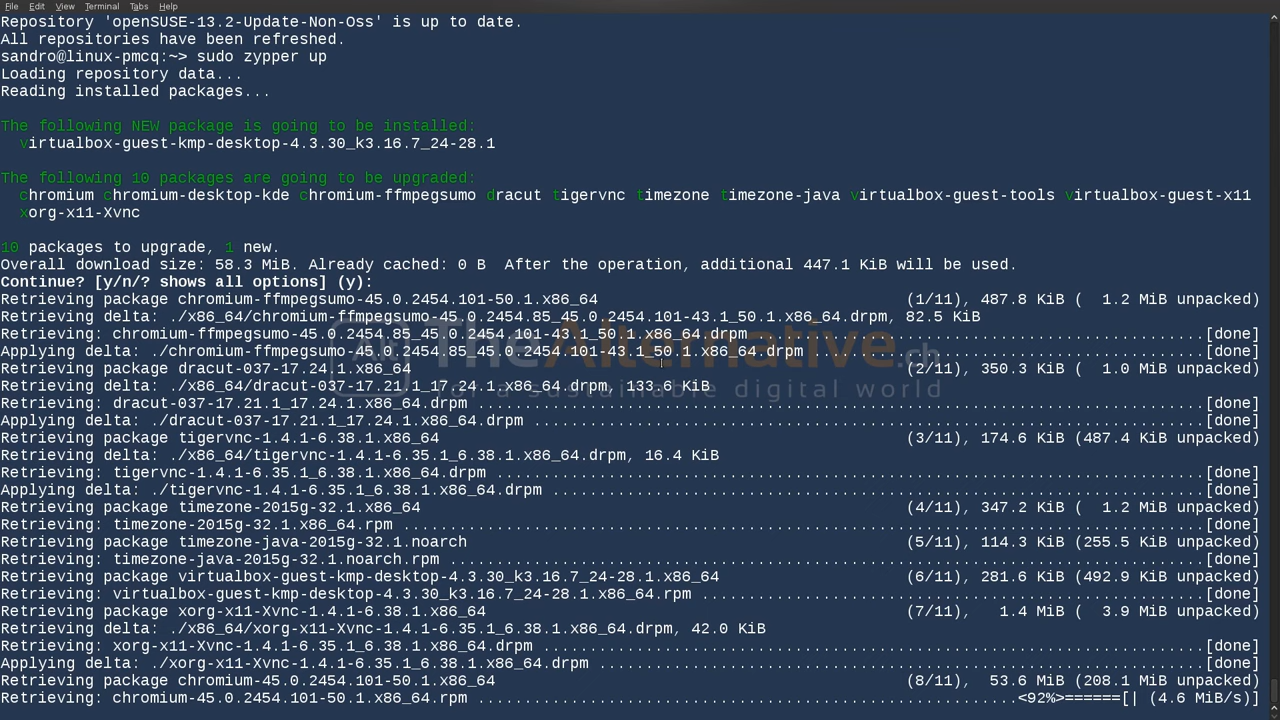 File Edit View Terminal Tabs Help
Repository 'openSUSE-13.2-Update-Non-Oss' is up to date.
All repositories have been refreshed.
sandro@linux-pmcq:~> sudo zypper up
Loading repository data...
Reading installed packages...
The following NEW package is going to be installed:
virtualbox-guest-kmp-desktop-4.3.30_k3.16.7_24-28.1
The following 10 packages are going to be upgraded:
chromium chromium-desktop-kde chromium-ffmpegsumo dracut tigervnc timezone timezone-java virtualbox-guest-tools virtualbox-guest-x11
xorg-x11-Xvnc
10 packages to upgrade, 1 new.
Overall download size: 58.3 MiB. Already cached: 0 B  After the operation, additional 447.1 KiB will be used.
Continue? [y/n/? shows all options] (y):
Retrieving package chromium-ffmpegsumo-45.0.2454.101-50.1.x86_64 (1/11), 487.8 KiB (  1.2 MiB unpacked)
Retrieving delta: ./x86_64/chromium-ffmpegsumo-45.0.2454.85_45.0.2454.101-43.1_50.1.x86_64.drpm, 82.5 KiB
Retrieving: chromium-ffmpegsumo-45.0.2454.85_45.0.2454.101-43.1_50.1.x86_64.drpm ................................................[done]
Applying delta: ./chromium-ffmpegsumo-45.0.2454.85_45.0.2454.101-43.1_50.1.x86_64.drpm ..........................................[done]
Retrieving package dracut-037-17.24.1.x86_64 (2/11), 350.3 KiB (  1.0 MiB unpacked)
Retrieving delta: ./x86_64/dracut-037-17.21.1_17.24.1.x86_64.drpm, 133.6 KiB
Retrieving: dracut-037-17.21.1_17.24.1.x86_64.drpm ..............................................................................[done]
Applying delta: ./dracut-037-17.21.1_17.24.1.x86_64.drpm ........................................................................[done]
Retrieving package tigervnc-1.4.1-6.38.1.x86_64 (3/11), 174.6 KiB (487.4 KiB unpacked)
Retrieving delta: ./x86_64/tigervnc-1.4.1-6.35.1_6.38.1.x86_64.drpm, 16.4 KiB
Retrieving: tigervnc-1.4.1-6.35.1_6.38.1.x86_64.drpm ............................................................................[done]
Applying delta: ./tigervnc-1.4.1-6.35.1_6.38.1.x86_64.drpm ......................................................................[done]
Retrieving package timezone-2015g-32.1.x86_64 (4/11), 347.2 KiB (  1.2 MiB unpacked)
Retrieving: timezone-2015g-32.1.x86_64.rpm ......................................................................................[done]
Retrieving package timezone-java-2015g-32.1.noarch (5/11), 114.3 KiB (255.5 KiB unpacked)
Retrieving: timezone-java-2015g-32.1.noarch.rpm .................................................................................[done]
Retrieving package virtualbox-guest-kmp-desktop-4.3.30_k3.16.7_24-28.1.x86_64 (6/11), 281.6 KiB (492.9 KiB unpacked)
Retrieving: virtualbox-guest-kmp-desktop-4.3.30_k3.16.7_24-28.1.x86_64.rpm ......................................................[done]
Retrieving package xorg-x11-Xvnc-1.4.1-6.38.1.x86_64 (7/11),   1.4 MiB (  3.9 MiB unpacked)
Retrieving delta: ./x86_64/xorg-x11-Xvnc-1.4.1-6.35.1_6.38.1.x86_64.drpm, 42.0 KiB
Retrieving: xorg-x11-Xvnc-1.4.1-6.35.1_6.38.1.x86_64.drpm .......................................................................[done]
Applying delta: ./xorg-x11-Xvnc-1.4.1-6.35.1_6.38.1.x86_64.drpm .................................................................[done]
Retrieving package chromium-45.0.2454.101-50.1.x86_64 (8/11),  53.6 MiB (208.1 MiB unpacked)
Retrieving: chromium-45.0.2454.101-50.1.x86_64.rpm ..........................................................<92%>======[| (4.6 MiB/s)]
Alt TheAlternative.ch
for a sustainable digital world